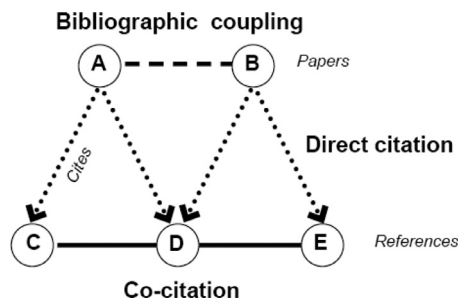 Bibliographic coupling
A
B
Papers
Cites
Direct citation
C
D
E
References
Co-citation